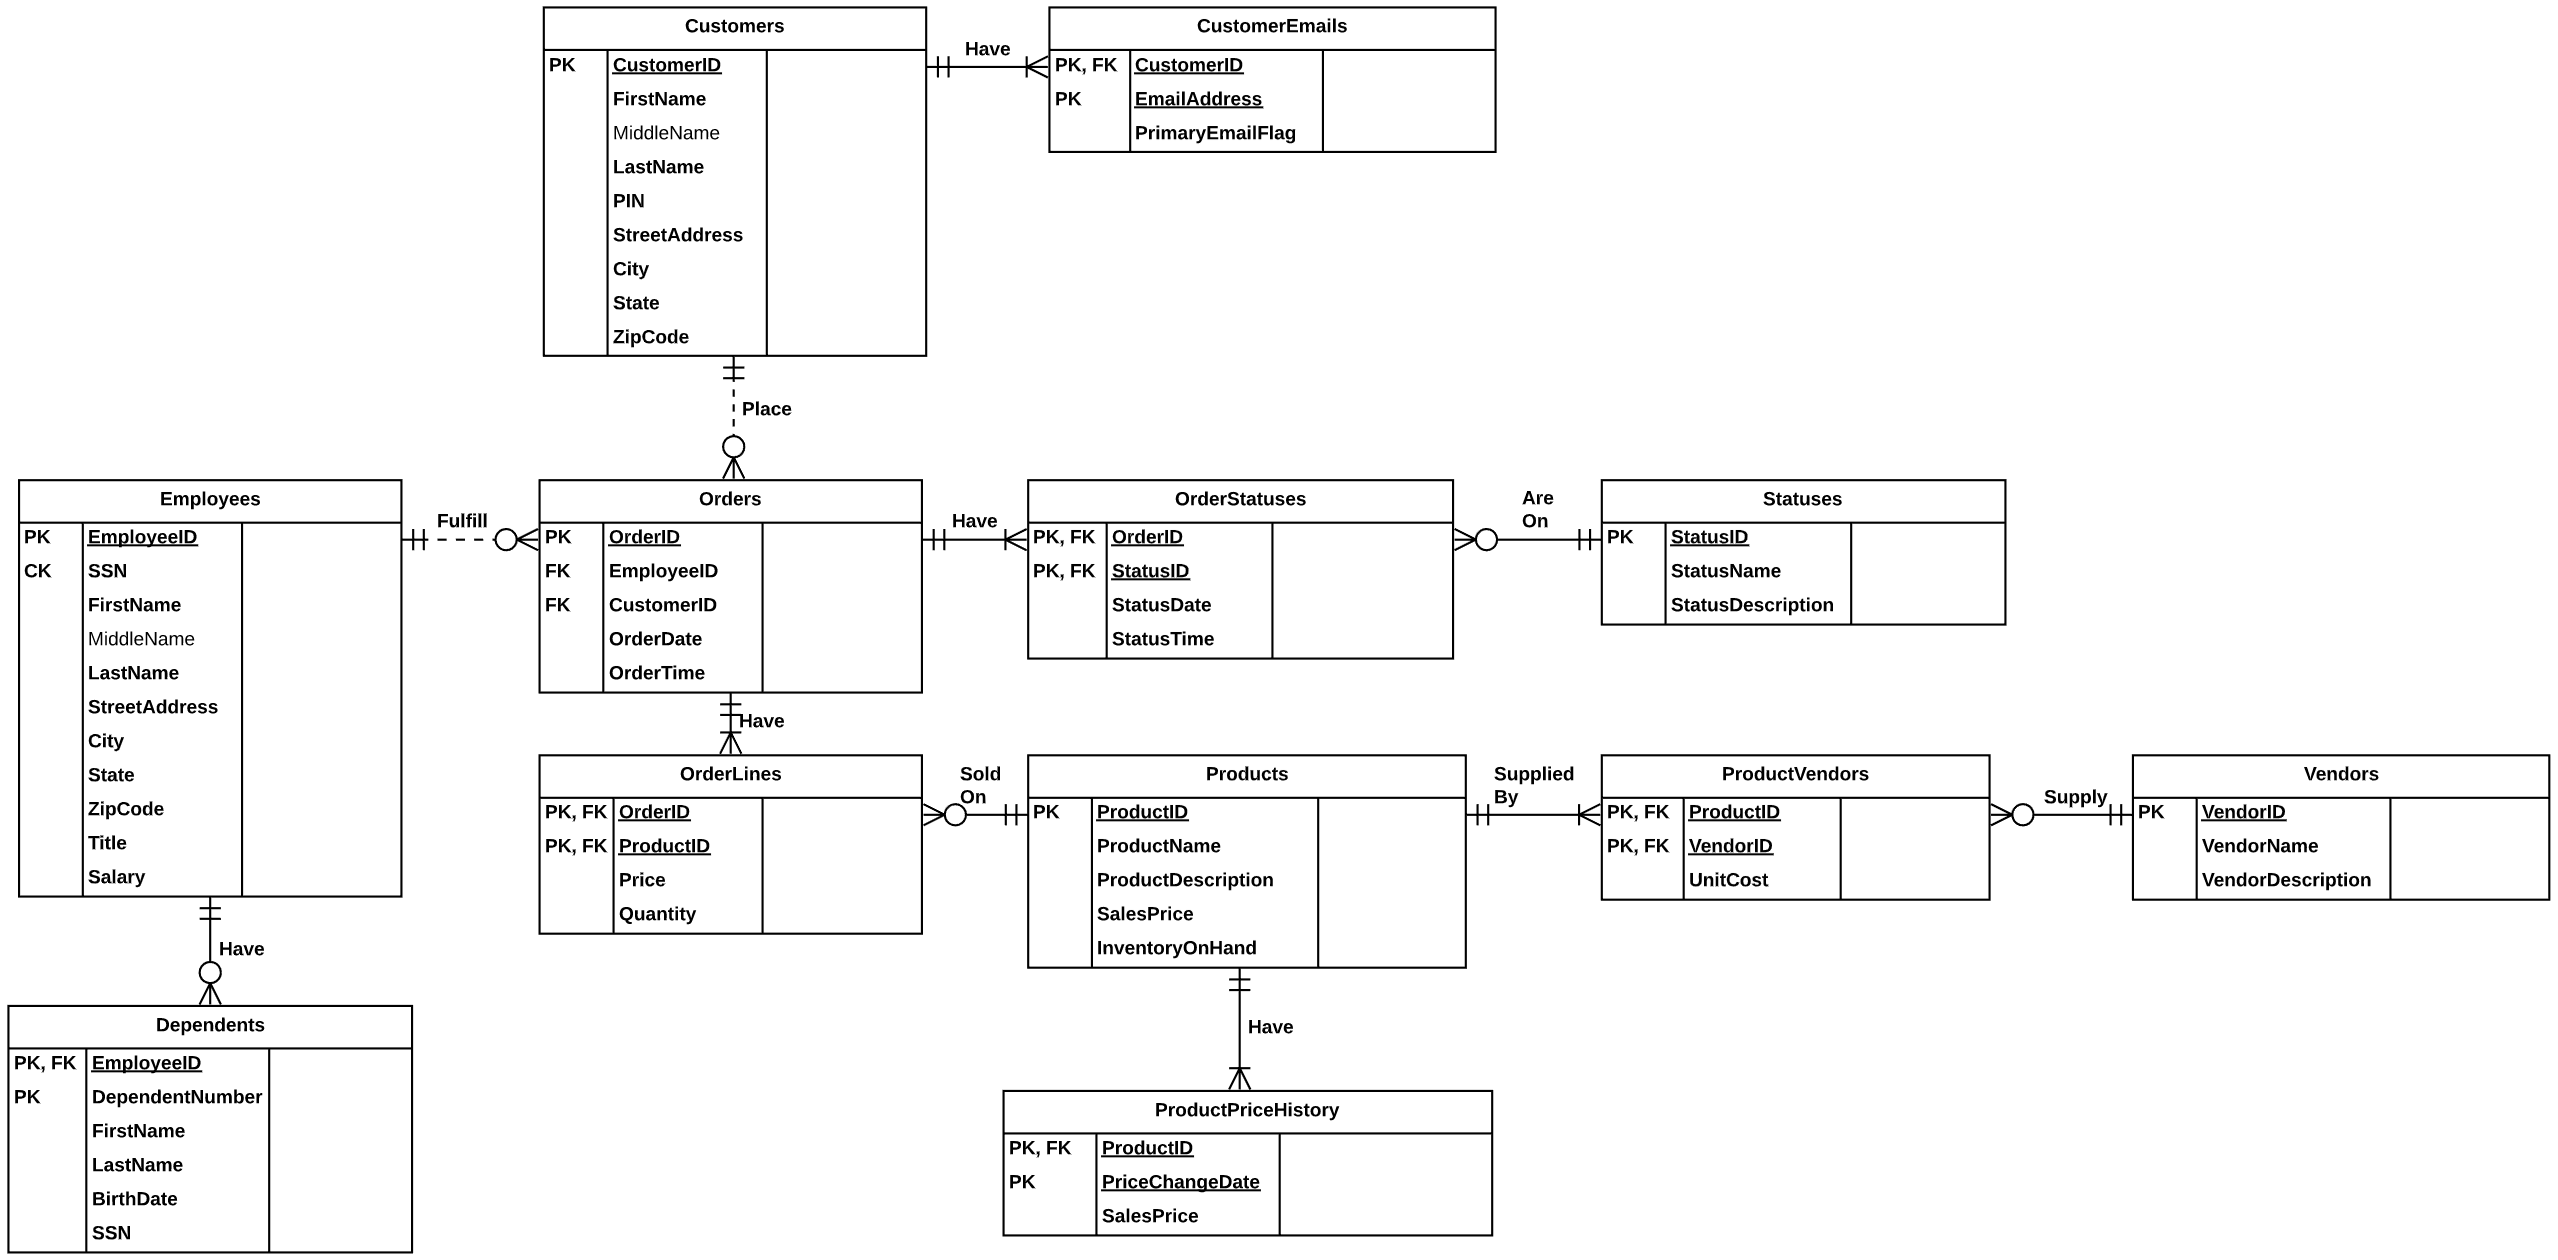 Customers
PK CustomerID
FirstName
MiddleName
LastName
PIN
StreetAddress
City
State
ZipCode
Have
CustomerEmails
PK, FK CustomerID
PK EmailAddress
PrimaryEmailFlag
Place
Employees
PK EmployeeID
CK SSN
FirstName
MiddleName
LastName
StreetAddress
City
State
ZipCode
Title
Salary
Fulfill
Orders
PK OrderID
FK EmployeeID
FK CustomerID
OrderDate
OrderTime
Have
OrderStatuses
PK, FK OrderID
PK, FK StatusID
StatusDate
StatusTime
Are
On
Statuses
PK StatusID
StatusName
StatusDescription
Have
OrderLines
PK, FK OrderID
PK, FK ProductID
Price
Quantity
Sold
On
Products
PK ProductID
ProductName
ProductDescription
SalesPrice
InventoryOnHand
Supplied
By
ProductVendors
PK, FK ProductID
PK, FK VendorID
UnitCost
Supply
Vendors
PK VendorID
VendorName
VendorDescription
Have
Dependents
PK, FK EmployeeID
PK DependentNumber
FirstName
LastName
BirthDate
SSN
Have
ProductPriceHistory
PK, FK ProductID
PK PriceChangeDate
SalesPrice